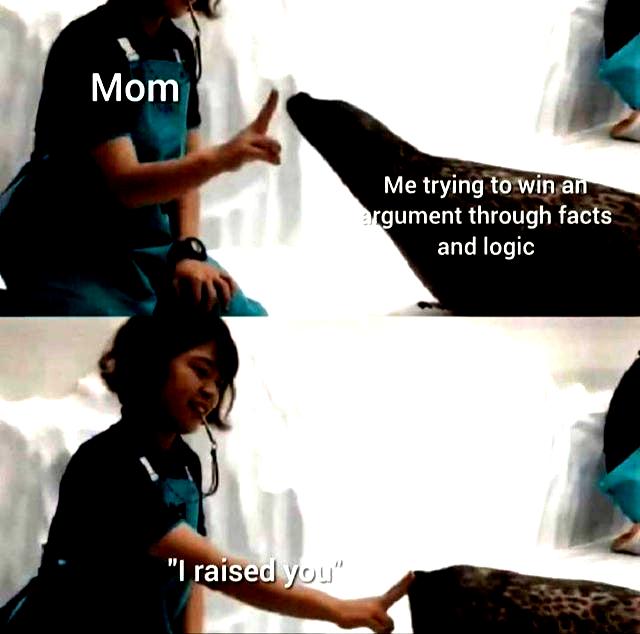 Mom
Me trying to win an
argument through facts
and logic
"I raised you"